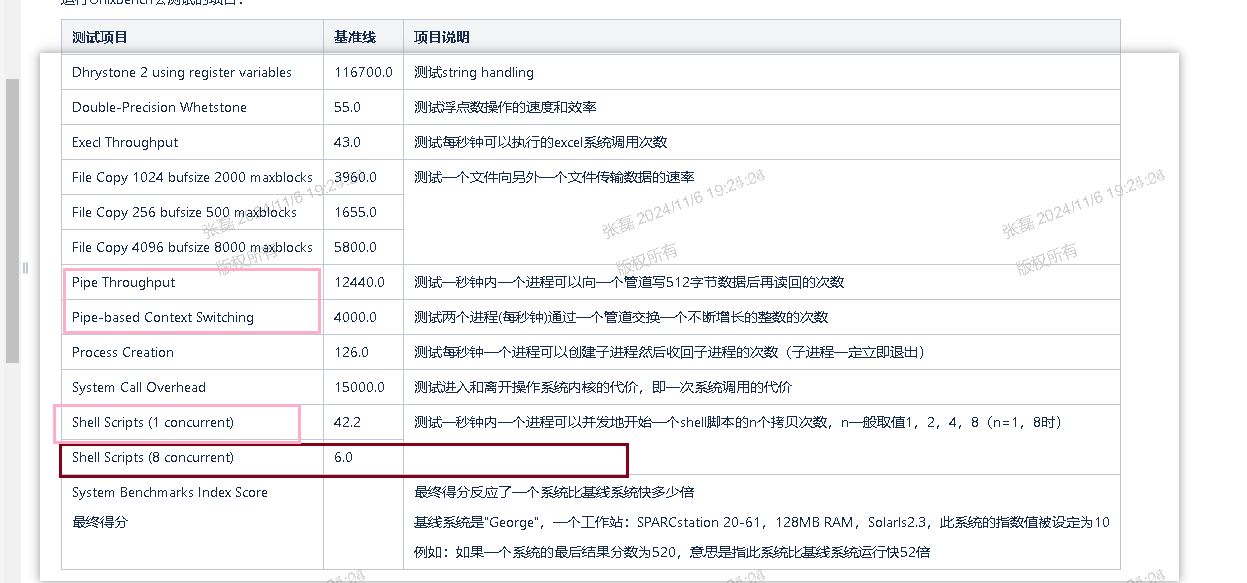 运行Unixbench会测试的项目:
测试项目 基准线 项目说明
Dhrystone 2 using register variables 116700.0 测试string handling
Double-Precision Whetstone 55.0 测试浮点数操作的速度和效率
Execl Throughput 43.0 测试每秒钟可以执行的excel系统调用次数
File Copy 1024 bufsize 2000 maxblocks 3960.0 测试一个文件向另外一个文件传输数据的速率
File Copy 256 bufsize 500 maxblocks 1655.0
File Copy 4096 bufsize 8000 maxblocks 5800.0
张磊 2024/11/6
张磊 2024/11/6
张磊 2024/11/6
版权所有
版权所有
版权所有
Pipe Throughput 12440.0 测试一秒钟内一个进程可以向一个管道写512字节数据后再读回的次数
Pipe-based Context Switching 4000.0 测试两个进程(每秒钟)通过一个管道交换一个不断增长的整数的次数
Process Creation 126.0 测试每秒钟一个进程可以创建子进程然后收回子进程的次数（子进程一定立即退出）
System Call Overhead 15000.0 测试进入和离开操作系统内核的代价，即一次系统调用的代价
Shell Scripts (1 concurrent) 42.2 测试一秒钟内一个进程可以并发地开始一个shell脚本的n个拷贝次数，n一般取值1，2，4，8（n=1，8时）
Shell Scripts (8 concurrent) 6.0
System Benchmarks Index Score 最终得分反应了一个系统比基线系统快多少倍
最终得分 基线系统是"George"，一个工作站：SPARCstation 20-61，128MB RAM，Solaris2.3，此系统的指数值被设定为10
例如：如果一个系统的最后结果分数为520，意思是指此系统比基线系统运行快52倍